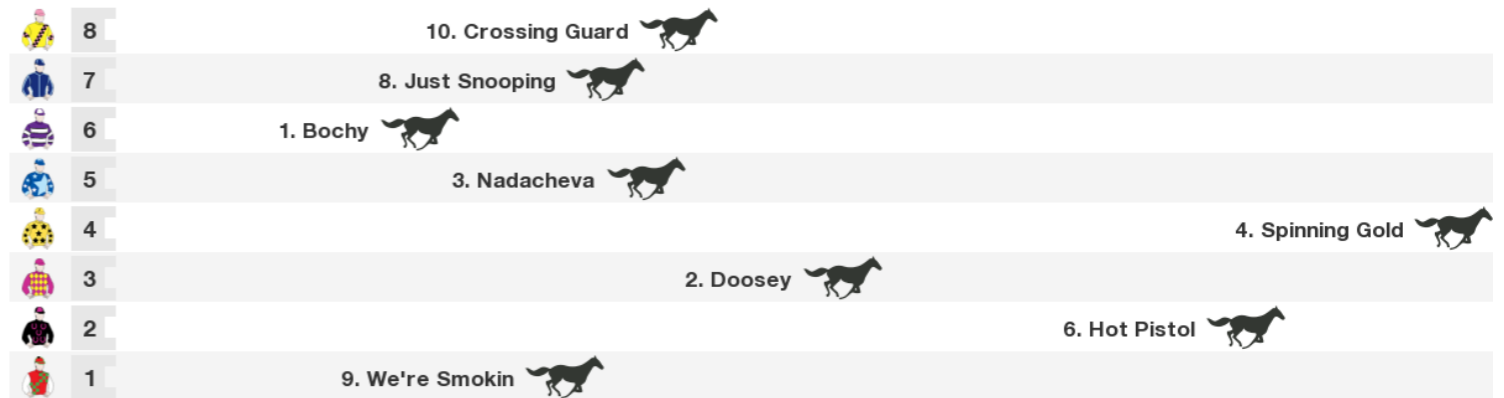 8 10. Crossing Guard
7 8. Just Snooping
6 1. Bochy
5 3. Nadacheva
4 4. Spinning Gold
3 2. Doosey
2 6. Hot Pistol
1 9. We're Smokin